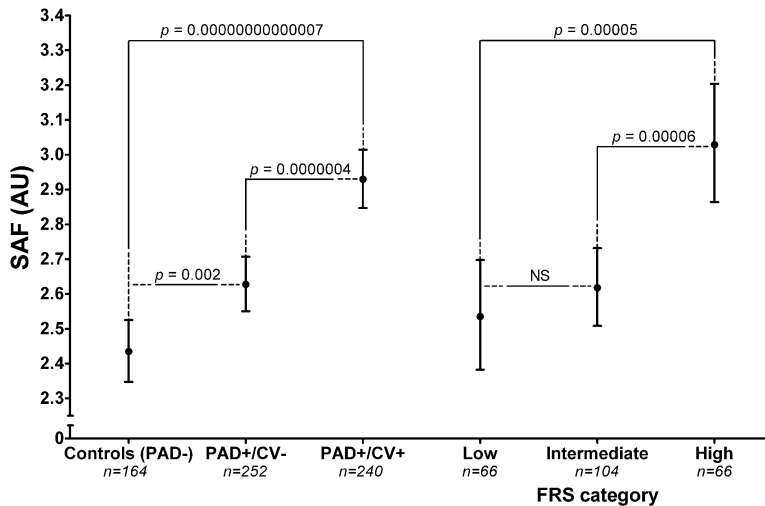 3.4
p = 0.00000000000007
p = 0.00005
3.3
3.2
3.1
p = 0.00006
3.0
p = 0.0000004
2.9
SAF (AU)
2.8
2.7
p = 0.002
NS
2.6
2.5
2.4
2.3
0
Controls (PAD-) PAD+/CV- PAD+/CV+ Low Intermediate High
n=164 n=252 n=240 n=66 n=104 n=66
FRS category